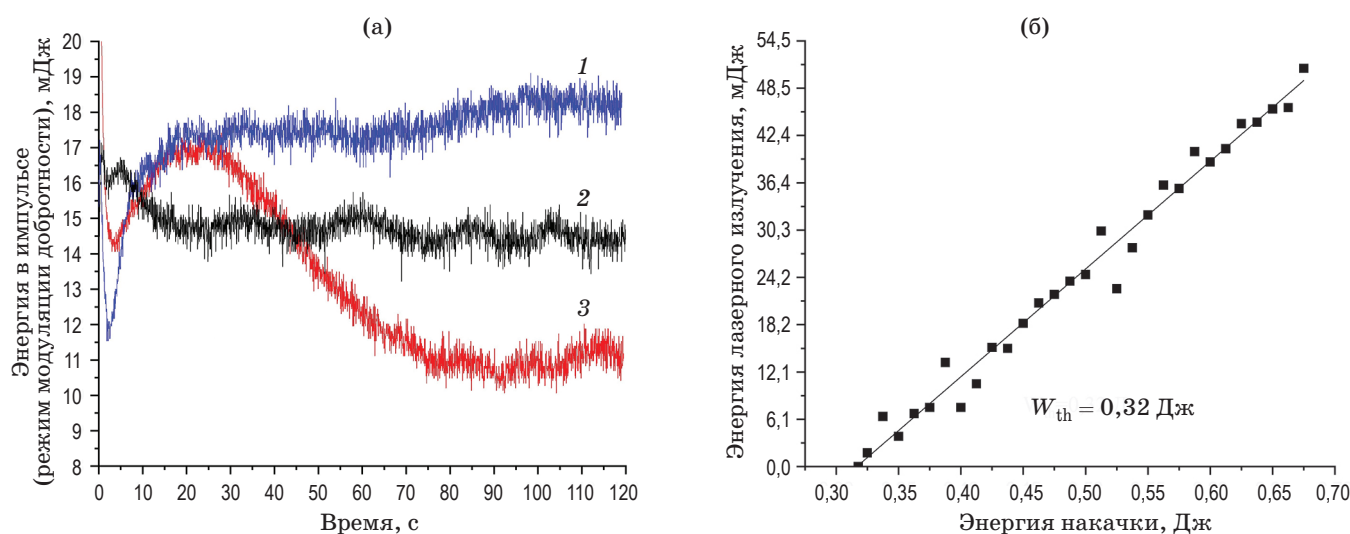 (а)
Энергия в импульсе
(режим модуляции добротности), мДж
20
19
18
17
16
15
14
13
12
11
10
9
8
1
2
3
0 10 20 30 40 50 60 70 80 90 100 110 120
Время, с
(б)
Энергия лазерного излучения, мДж
54,5
48,5
42,4
36,4
30,3
24,2
18,2
12,1
6,1
0,0
W_th = 0,32 Дж
0,30 0,35 0,40 0,45 0,50 0,55 0,60 0,65 0,70
Энергия накачки, Дж